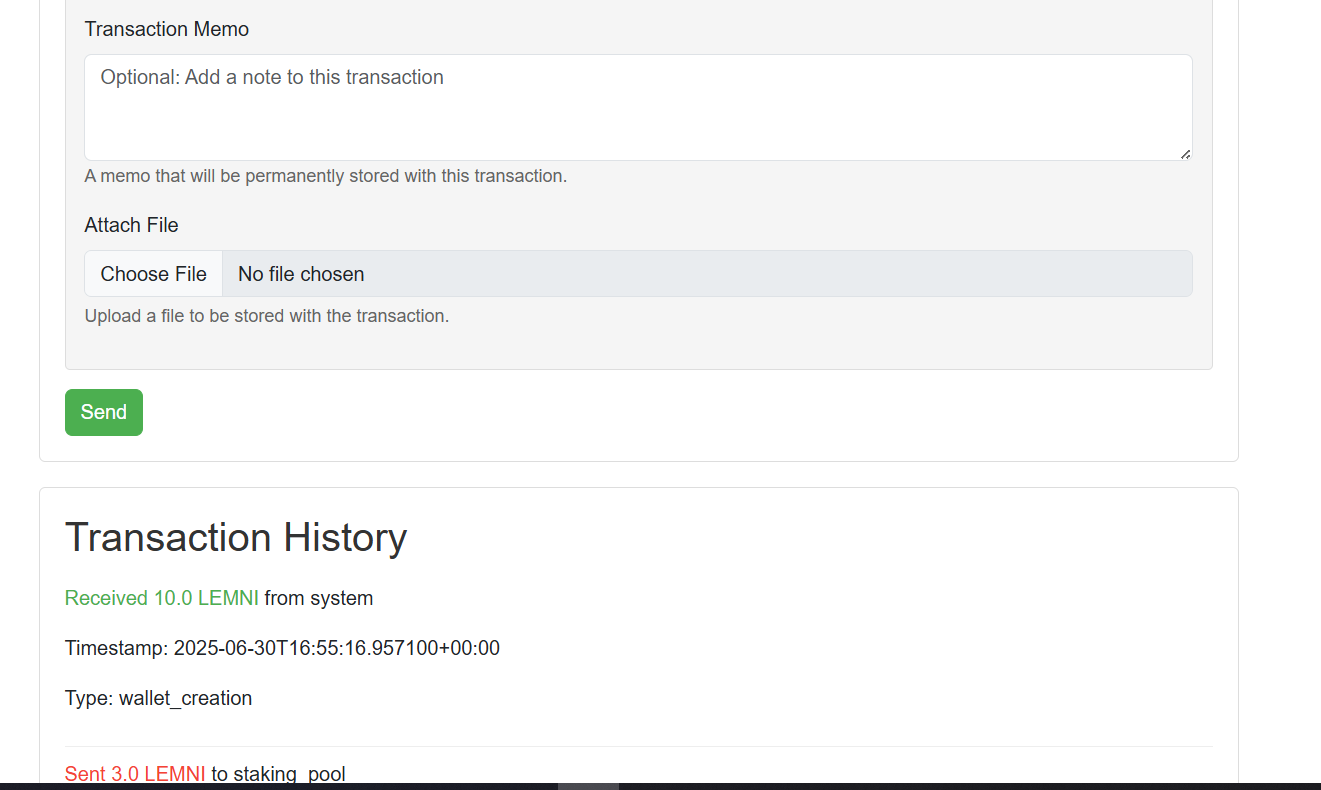 Transaction Memo
Optional: Add a note to this transaction
A memo that will be permanently stored with this transaction.
Attach File
Choose File No file chosen
Upload a file to be stored with the transaction.
Send
Transaction History
Received 10.0 LEMNI from system
Timestamp: 2025-06-30T16:55:16.957100+00:00
Type: wallet_creation
Sent 3.0 LEMNI to staking_pool